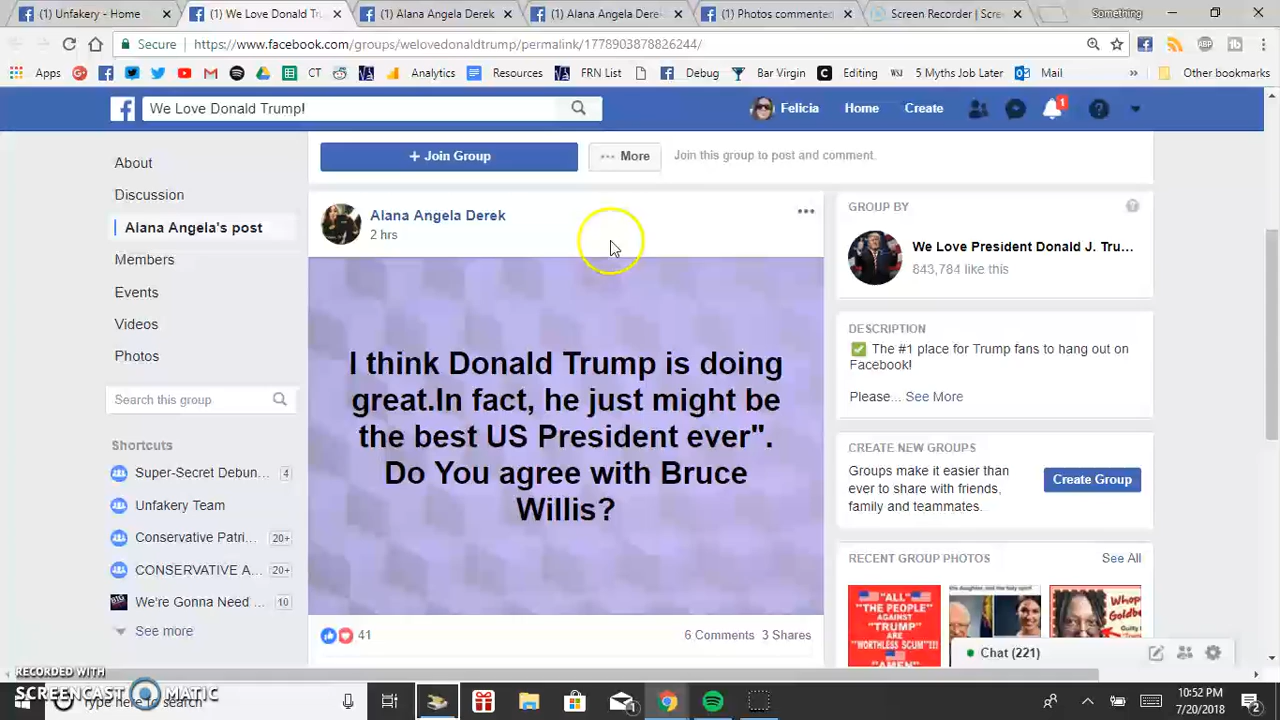 (1) Unfakery - Home
(1) We Love Donald Tru
(1) Alana Angela Derek
(1) Alana Angela Derek
(1) Photos commented
Screen Recorder | Scre
Something
Secure https://www.facebook.com/groups/welovedonaldtrump/permalink/1778903878826244/
Apps
CT
Analytics
Resources
FRN List
Debug
Bar Virgin
Editing
5 Myths Job Later
Mail
Other bookmarks
We Love Donald Trump!
Felicia
Home
Create
1
About
Discussion
Alana Angela's post
Members
Events
Videos
Photos
Search this group
Shortcuts
Super-Secret Debun... 4
Unfakery Team
Conservative Patri... 20+
CONSERVATIVE A... 20+
We're Gonna Need ... 10
See more
+ Join Group
More
Join this group to post and comment.
Alana Angela Derek
2 hrs
I think Donald Trump is doing
great.In fact, he just might be
the best US President ever".
Do You agree with Bruce
Willis?
41
6 Comments 3 Shares
GROUP BY
We Love President Donald J. Tru...
843,784 like this
DESCRIPTION
✅ The #1 place for Trump fans to hang out on
Facebook!
Please... See More
CREATE NEW GROUPS
Groups make it easier than
ever to share with friends,
family and teammates.
Create Group
RECENT GROUP PHOTOS
See All
"ALL"
"THE PEOPLE"
AGAINST
"TRUMP"
ARE
"WORTHLESS SCUM"!!!
"AMEN"
Chat (221)
RECORDED WITH
SCREENCAST MATIC
Type here to search
10:52 PM
7/20/2018
2